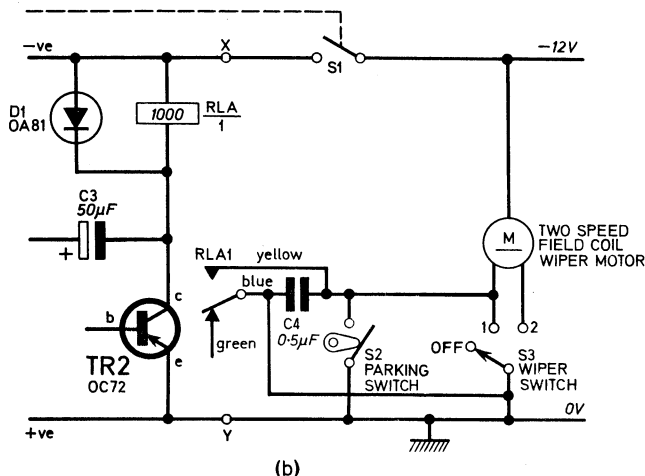 -ve
X
S1
-12V
D1
OA81
1000
RLA
1
C3
50µF
+
RLA1
yellow
blue
green
C4
0·5µF
b
c
e
TR2
OC72
M
TWO SPEED
FIELD COIL
WIPER MOTOR
1
2
OFF
S2
PARKING
SWITCH
S3
WIPER
SWITCH
+ve
Y
0V
(b)